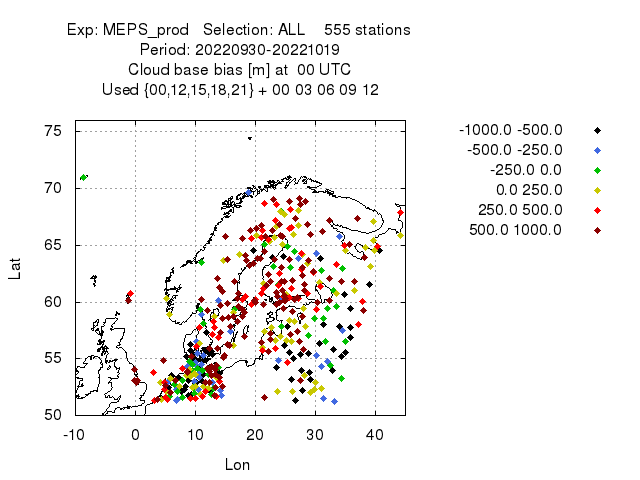 Exp: MEPS_prod   Selection: ALL    555 stations
Period: 20220930-20221019
Cloud base bias [m] at  00 UTC
Used {00,12,15,18,21} + 00 03 06 09 12
-1000.0 -500.0
-500.0 -250.0
-250.0 0.0
0.0 250.0
250.0 500.0
500.0 1000.0
75
70
65
60
55
50
Lat
-10 0 10 20 30 40
Lon